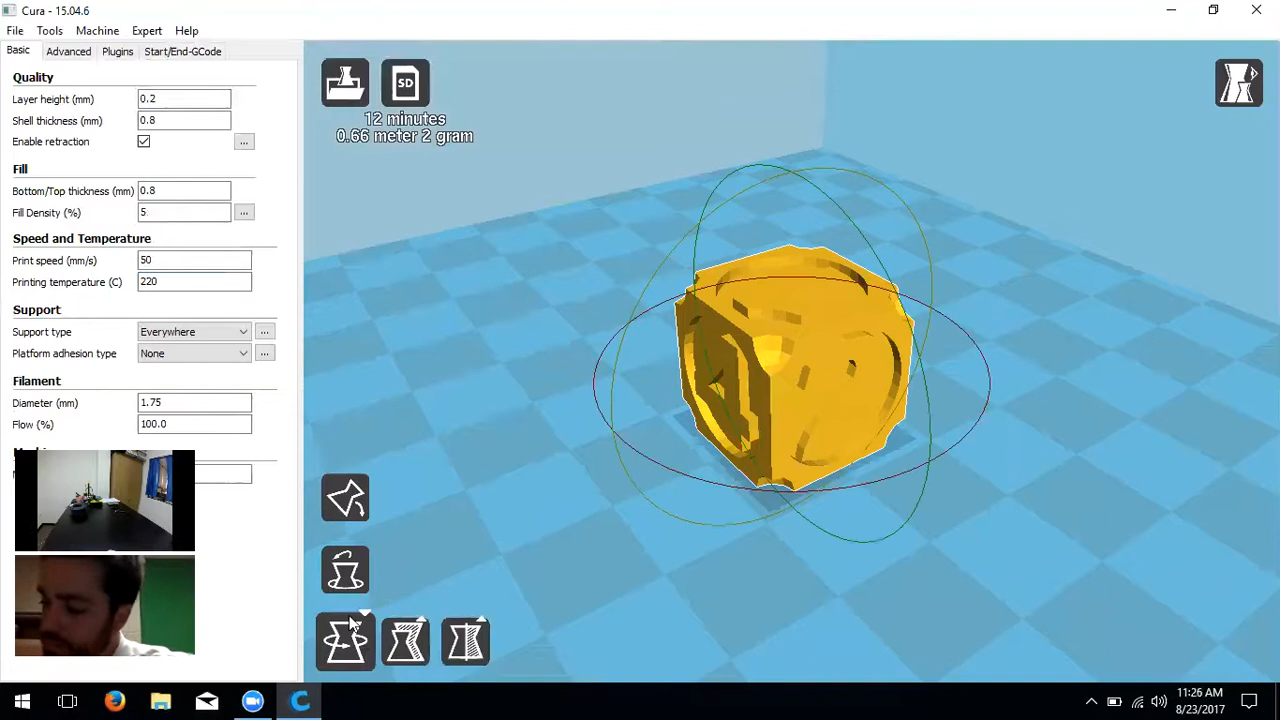 Cura - 15.04.6
File Tools Machine Expert Help
Basic Advanced Plugins Start/End-GCode
Quality
Layer height (mm) 0.2
Shell thickness (mm) 0.8
Enable retraction ...
Fill
Bottom/Top thickness (mm) 0.8
Fill Density (%) 5 ...
Speed and Temperature
Print speed (mm/s) 50
Printing temperature (C) 220
Support
Support type Everywhere ...
Platform adhesion type None ...
Filament
Diameter (mm) 1.75
Flow (%) 100.0
SD
12 minutes
0.66 meter 2 gram
11:26 AM
8/23/2017